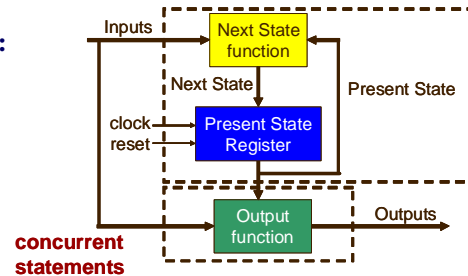 :
Inputs
Next State
function
Next State
Present State
clock
reset
Present State
Register
Output
function
Outputs
concurrent
statements